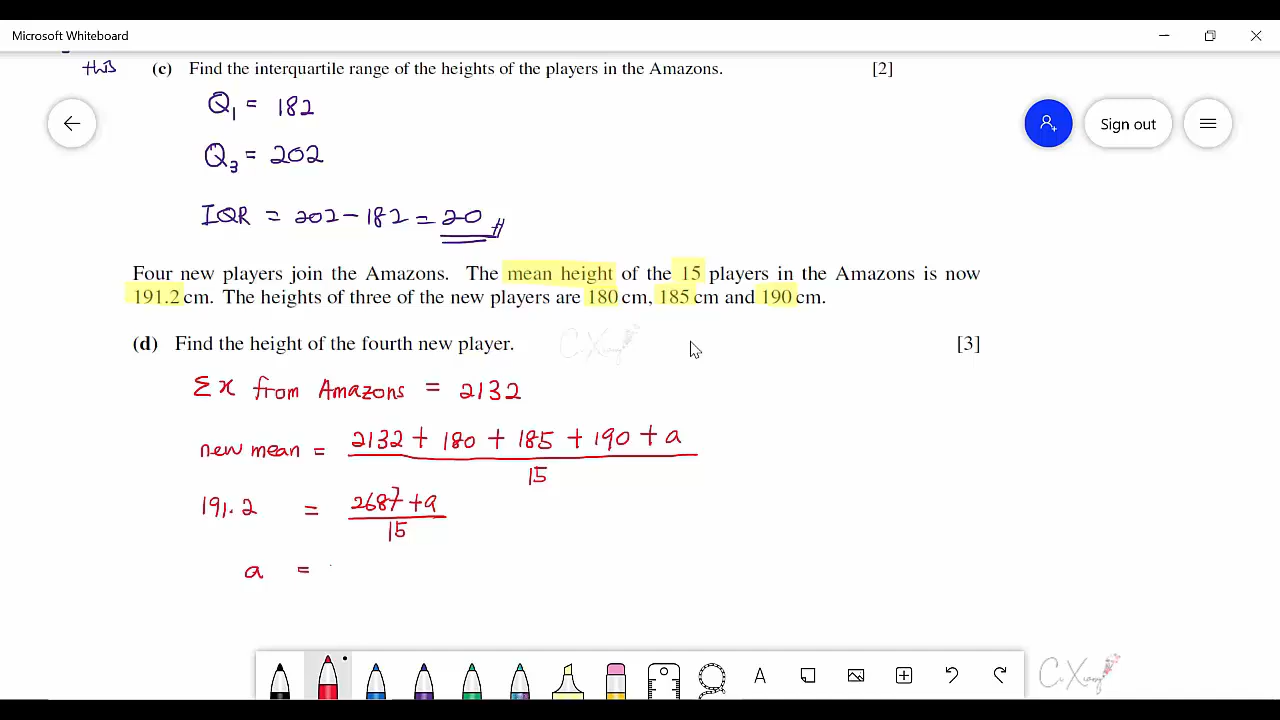 Microsoft Whiteboard
this
(c) Find the interquartile range of the heights of the players in the Amazons. [2]
Sign out
Q₁ = 182
Q₃ = 202
IQR = 202 - 182 = 20 //
Four new players join the Amazons. The mean height of the 15 players in the Amazons is now
191.2 cm. The heights of three of the new players are 180 cm, 185 cm and 190 cm.
(d) Find the height of the fourth new player. [3]
Σx from Amazons = 2132
new mean = 2132 + 180 + 185 + 190 + a
15
191.2 = 2687 + a
15
a =